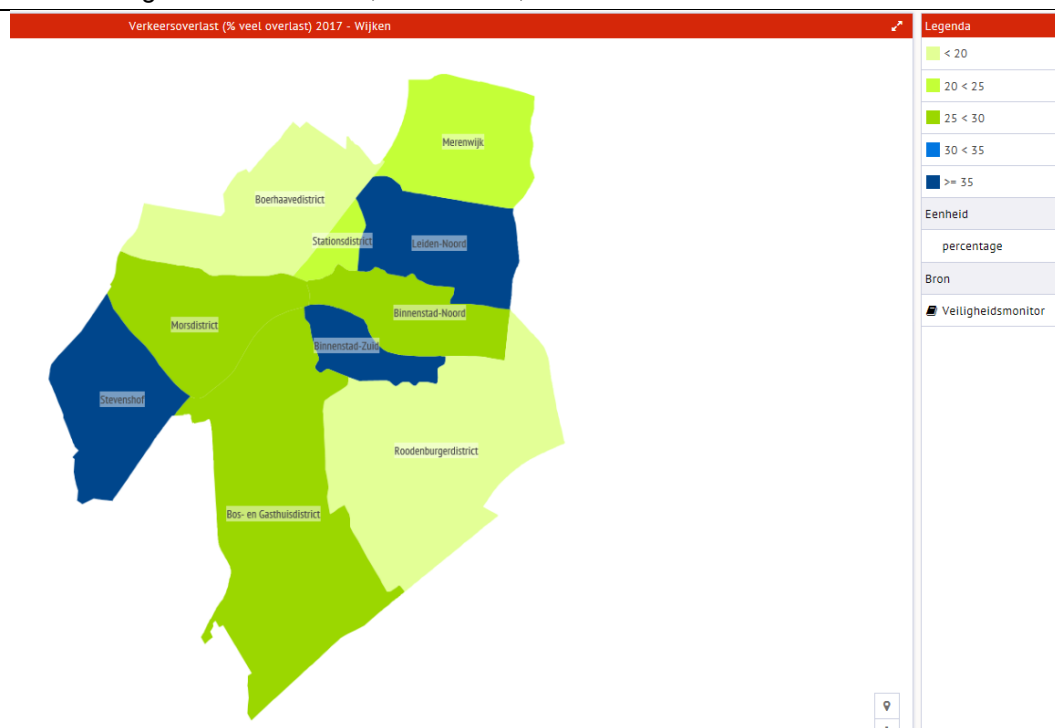 Verkeersoverlast (% veel overlast) 2017 - Wijken
Merenwijk
Boerhaavedistrict
Stationsdistrict
Leiden-Noord
Binnenstad-Noord
Morsdistrict
Binnenstad-Zuid
Stevenshof
Roodenburgerdistrict
Bos- en Gasthuisdistrict
Legenda
< 20
20 < 25
25 < 30
30 < 35
>= 35
Eenheid
percentage
Bron
Veiligheidsmonitor